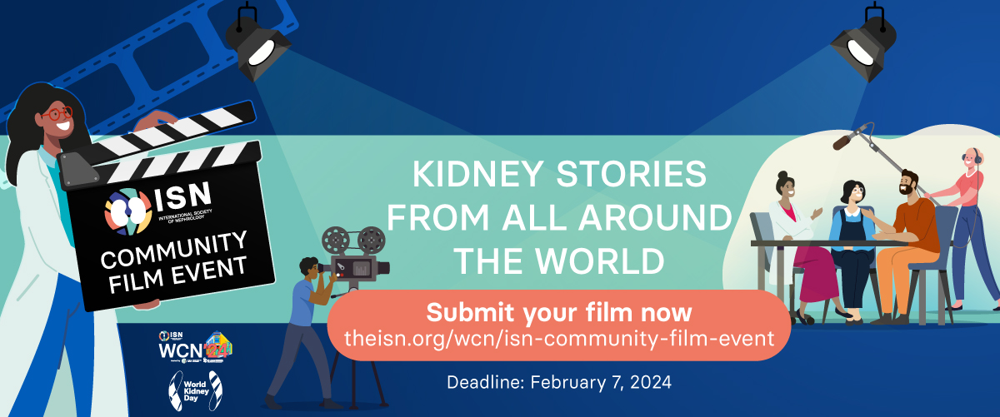 ISN
INTERNATIONAL SOCIETY
OF NEPHROLOGY
COMMUNITY
FILM EVENT
KIDNEY STORIES
FROM ALL AROUND
THE WORLD
Submit your film now
theisn.org/wcn/isn-community-film-event
Deadline: February 7, 2024
ISN
WCN'24
World
Kidney
Day